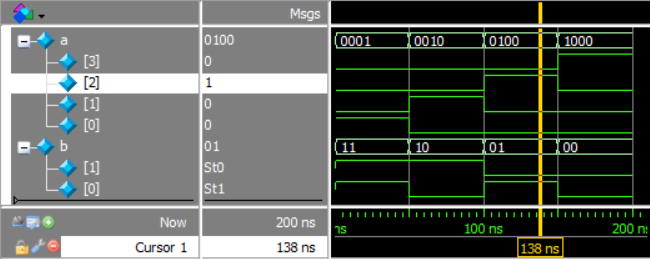 Msgs
a 0100 0001 0010 0100 1000
[3] 0
[2] 1
[1] 0
[0] 0
b 01 11 10 01 00
[1] St0
[0] St1
Now 200 ns ns 100 ns 200 n
Cursor 1 138 ns 138 ns